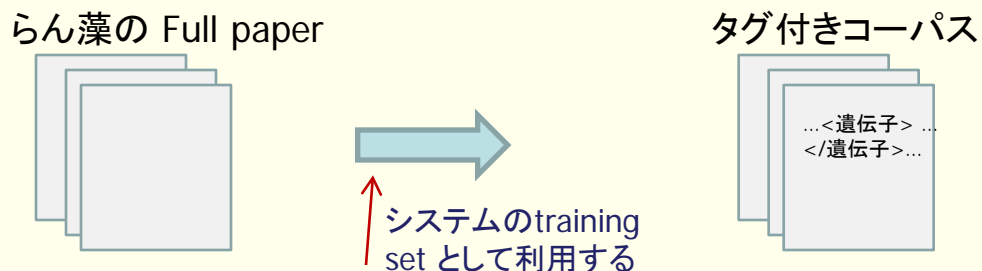 らん藻の Full paper
タグ付きコーパス
...<遺伝子> ...
</遺伝子>...
システムのtraining
set として利用する